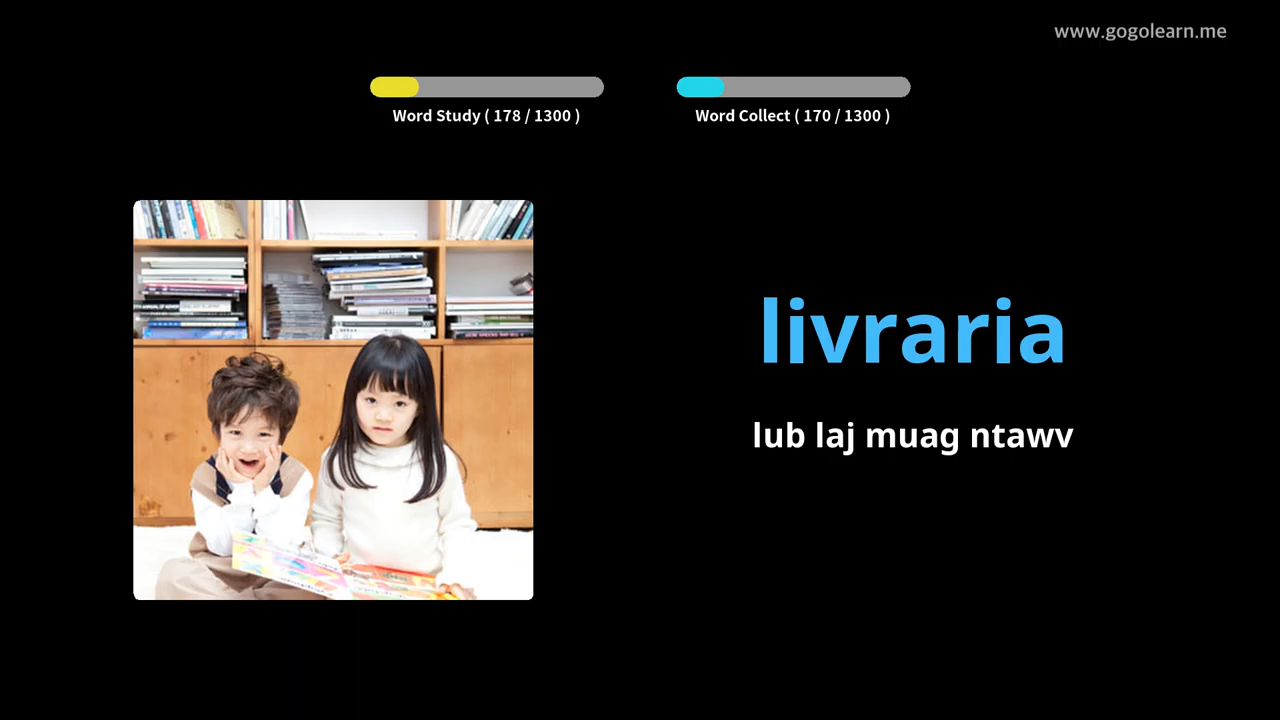 www.gogolearn.me
Word Study ( 178 / 1300 )
Word Collect ( 170 / 1300 )
livraria
lub laj muag ntawv